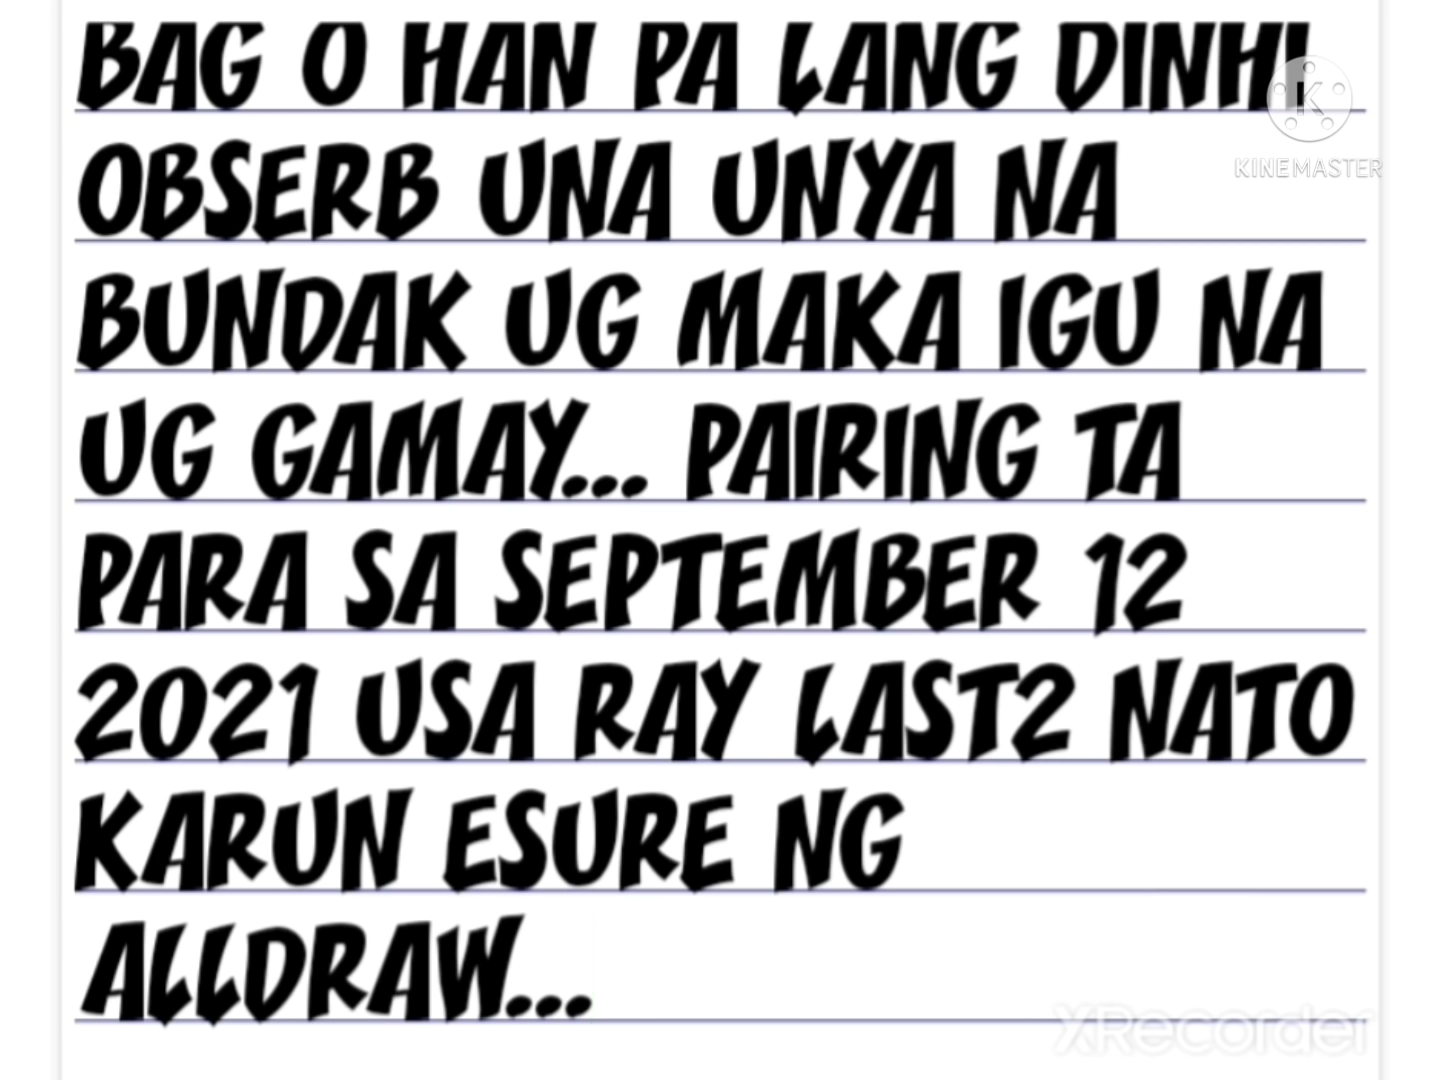 BAG O HAN PA LANG DINHI
OBSERB UNA UNYA NA
BUNDAK UG MAKA IGU NA
UG GAMAY... PAIRING TA
PARA SA SEPTEMBER 12
2021 USA RAY LAST2 NATO
KARUN ESURE NG
ALLDRAW...
KINEMASTER
XRecorder